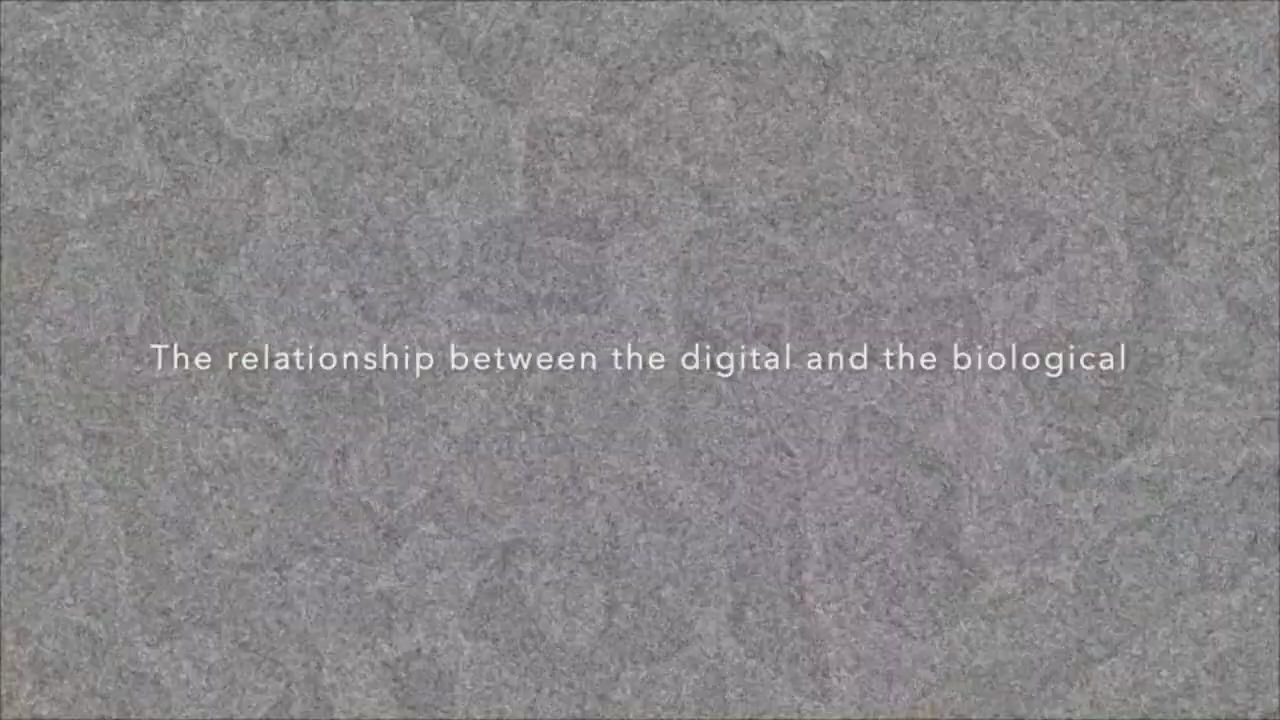 The relationship between the digital and the biological